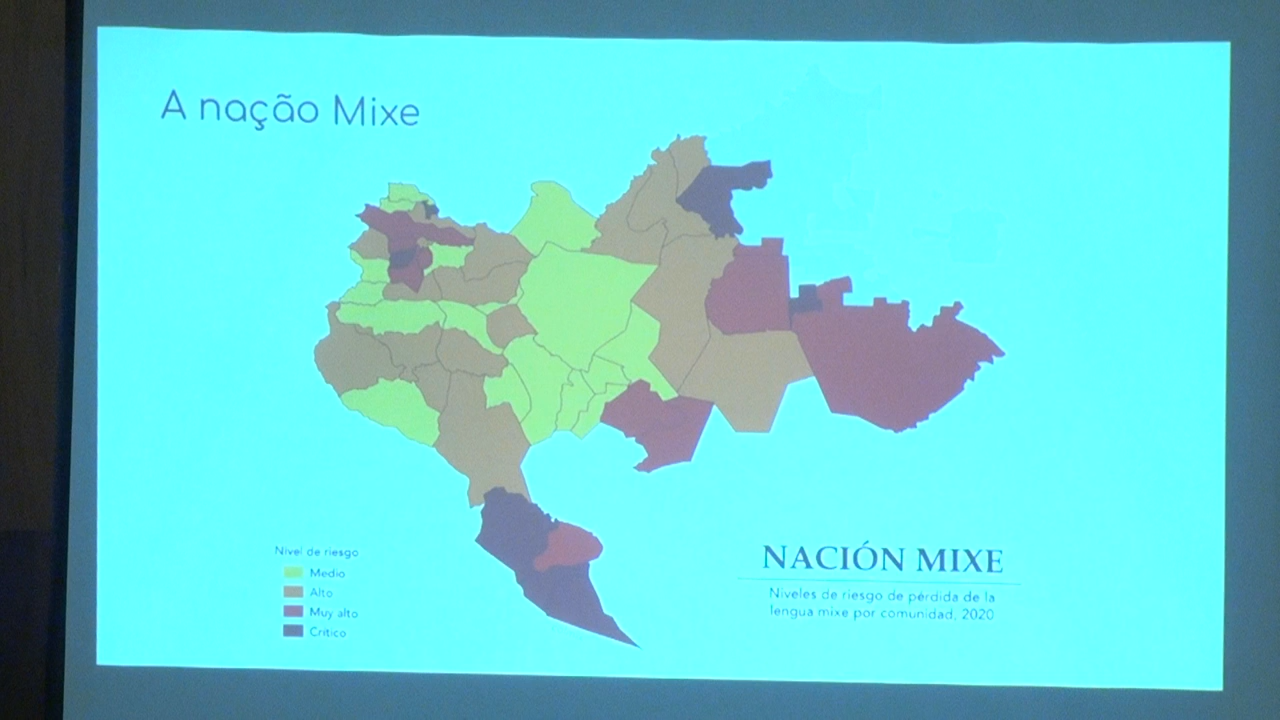 A nação Mixe
Nivel de riesgo
Medio
Alto
Muy alto
Crítico
NACIÓN MIXE
Niveles de riesgo de pérdida de la
lengua mixe por comunidad, 2020